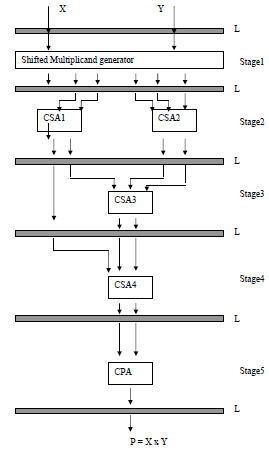 X Y
L
Shifted Multiplicand generator
Stage1
L
CSA1 CSA2
Stage2
L
CSA3
Stage3
L
CSA4
Stage4
L
CPA
Stage5
L
P = X x Y